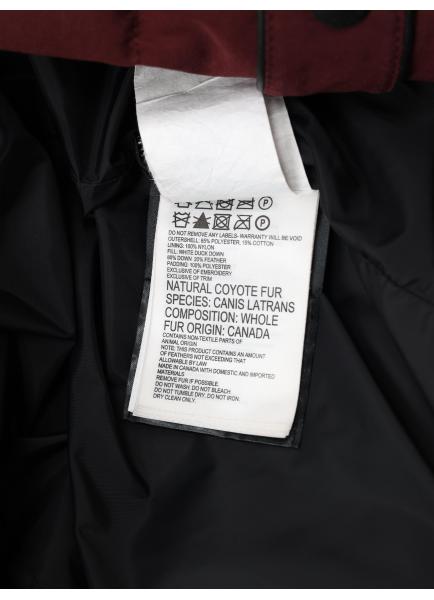 DO NOT REMOVE ANY LABELS- WARRANTY WILL BE VOID
OUTERSHELL: 85% POLYESTER, 15% COTTON
LINING: 100% NYLON
FILL: WHITE DUCK DOWN
80% DOWN 20% FEATHER
PADDING: 100% POLYESTER
EXCLUSIVE OF EMBROIDERY
EXCLUSIVE OF TRIM
NATURAL COYOTE FUR
SPECIES: CANIS LATRANS
COMPOSITION: WHOLE
FUR ORIGIN: CANADA
CONTAINS NON-TEXTILE PARTS OF
ANIMAL ORIGIN
NOTE: THIS PRODUCT CONTAINS AN AMOUNT
OF FEATHERS NOT EXCEEDING THAT
ALLOWABLE BY LAW
MADE IN CANADA WITH DOMESTIC AND IMPORTED
MATERIALS
REMOVE FUR IF POSSIBLE.
DO NOT WASH. DO NOT BLEACH.
DO NOT TUMBLE DRY. DO NOT IRON.
DRY CLEAN ONLY.